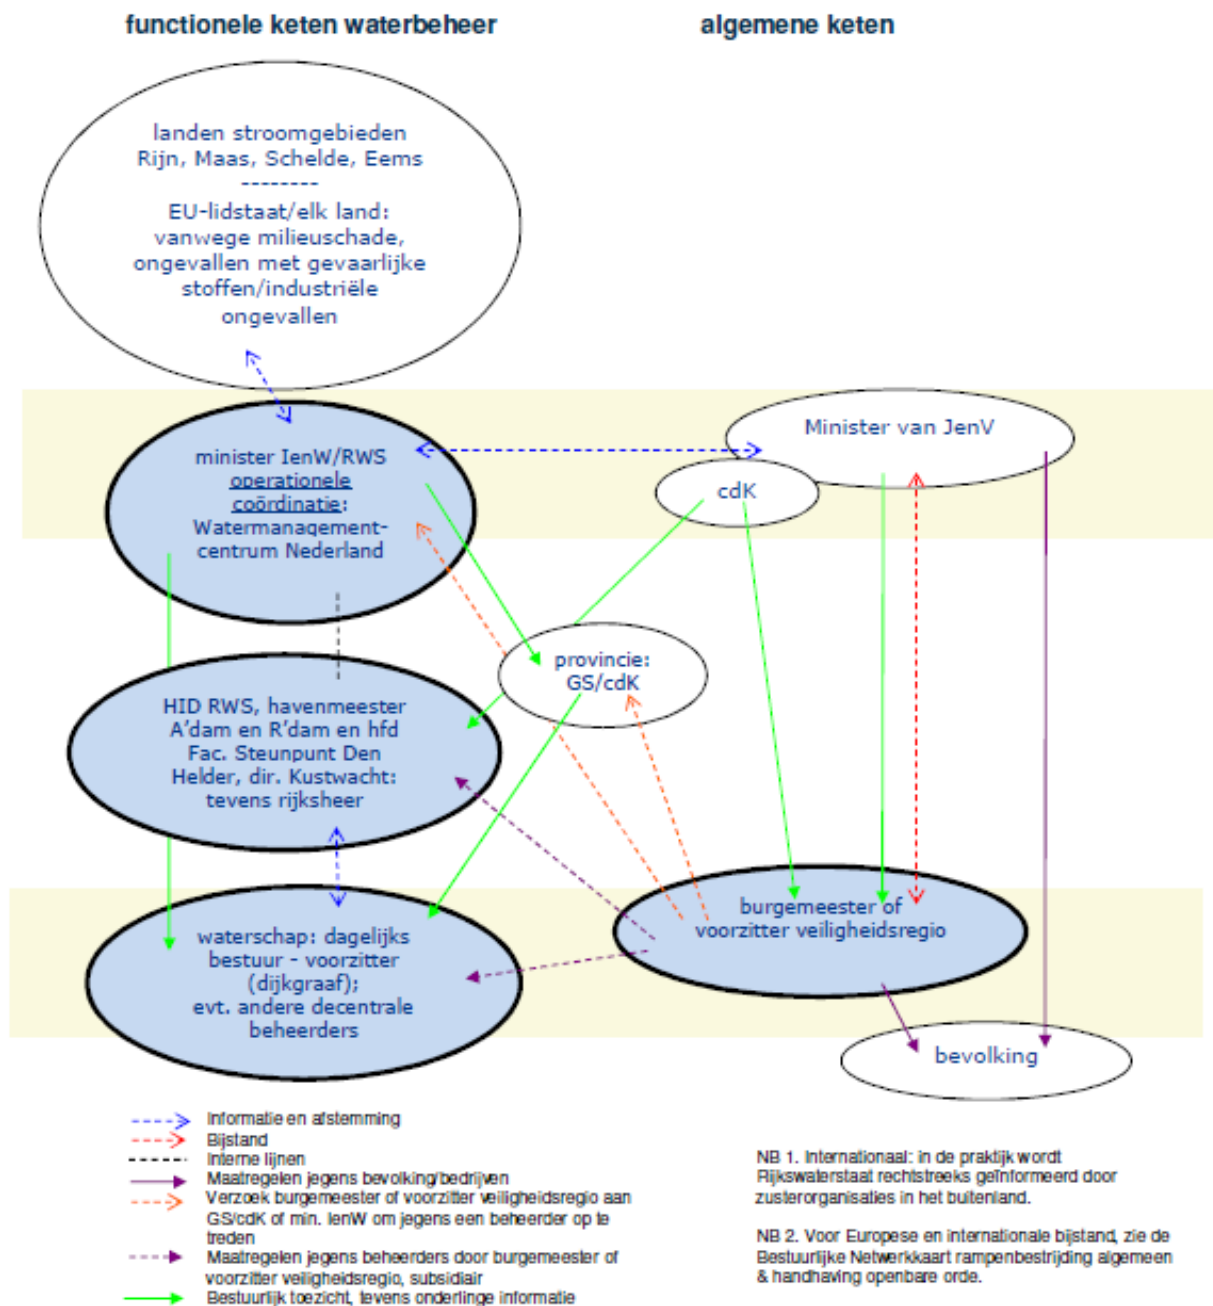 functionele keten waterbeheer
algemene keten
landen stroomgebieden
Rijn, Maas, Schelde, Eems
--------
EU-lidstaat/elk land:
vanwege milieuschade,
ongevallen met gevaarlijke
stoffen/industriële
ongevallen
minister IenW/RWS
operationele
coördinatie:
Watermanagement-
centrum Nederland
Minister van JenV
cdK
provincie:
GS/cdK
HID RWS, havenmeester
A'dam en R'dam en hfd
Fac. Steunpunt Den
Helder, dir. Kustwacht:
tevens rijksheer
waterschap: dagelijks
bestuur - voorzitter
(dijkgraaf);
evt. andere decentrale
beheerders
burgemeester of
voorzitter veiligheidsregio
bevolking
Informatie en afstemming
Bijstand
Interne lijnen
Maatregelen jegens bevolking/bedrijven
Verzoek burgemeester of voorzitter veiligheidsregio aan
GS/cdK of min. IenW om jegens een beheerder op te
treden
Maatregelen jegens beheerders door burgemeester of
voorzitter veiligheidsregio, subsidiair
Bestuurlijk toezicht, tevens onderlinge informatie
NB 1. Internationaal: in de praktijk wordt
Rijkswaterstaat rechtstreeks geïnformeerd door
zusterorganisaties in het buitenland.
NB 2. Voor Europese en internationale bijstand, zie de
Bestuurlijke Netwerkkaart rampenbestrijding algemeen
& handhaving openbare orde.